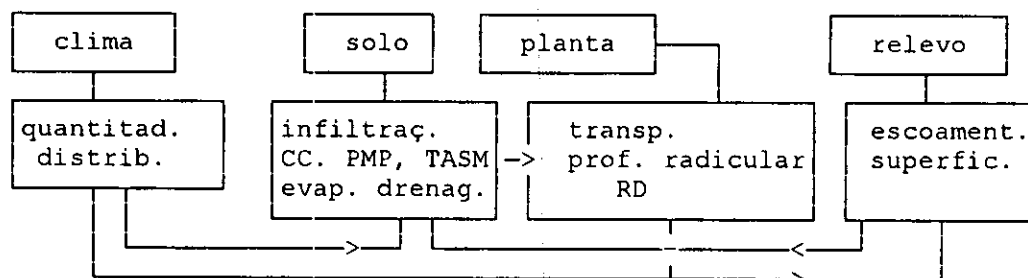 clima
solo
planta
relevo
quantitad.
distrib.
infiltraç.
CC. PMP, TASM
evap. drenag.
transp.
prof. radicular
RD
escoament.
superfic.